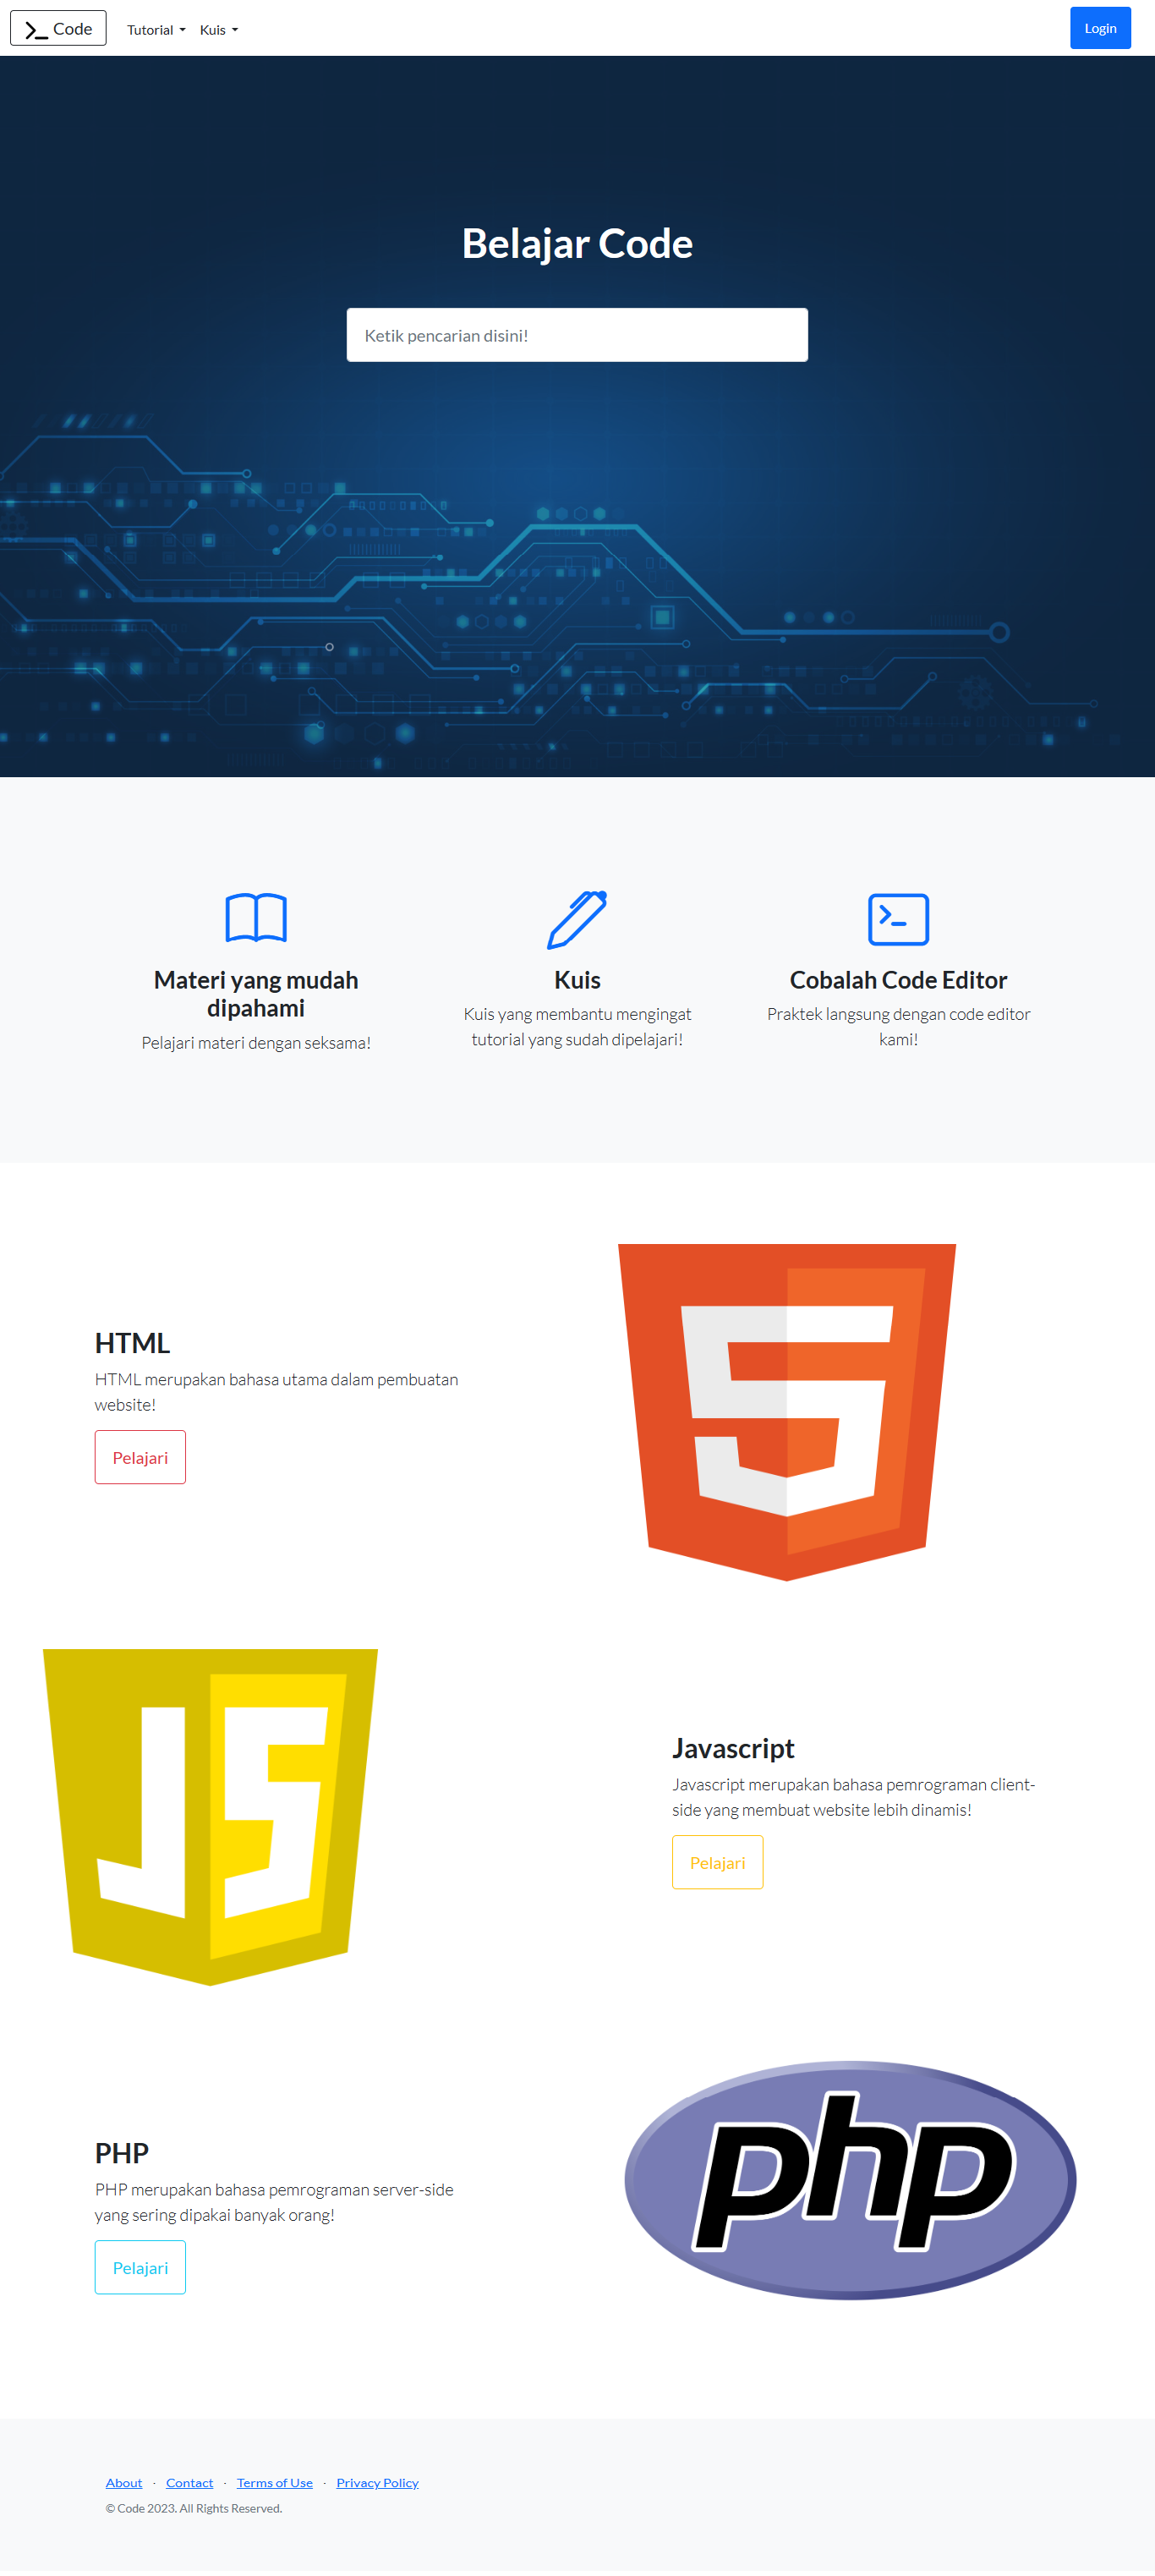 Code Tutorial Kuis Login
Belajar Code
Ketik pencarian disini!
Materi yang mudah
dipahami
Pelajari materi dengan seksama!
Kuis
Kuis yang membantu mengingat
tutorial yang sudah dipelajari!
Cobalah Code Editor
Praktek langsung dengan code editor
kami!
HTML
HTML merupakan bahasa utama dalam pembuatan
website!
Pelajari
5
JS
Javascript
Javascript merupakan bahasa pemrograman client-
side yang membuat website lebih dinamis!
Pelajari
PHP
PHP merupakan bahasa pemrograman server-side
yang sering dipakai banyak orang!
Pelajari
php
About · Contact · Terms of Use · Privacy Policy
© Code 2023. All Rights Reserved.